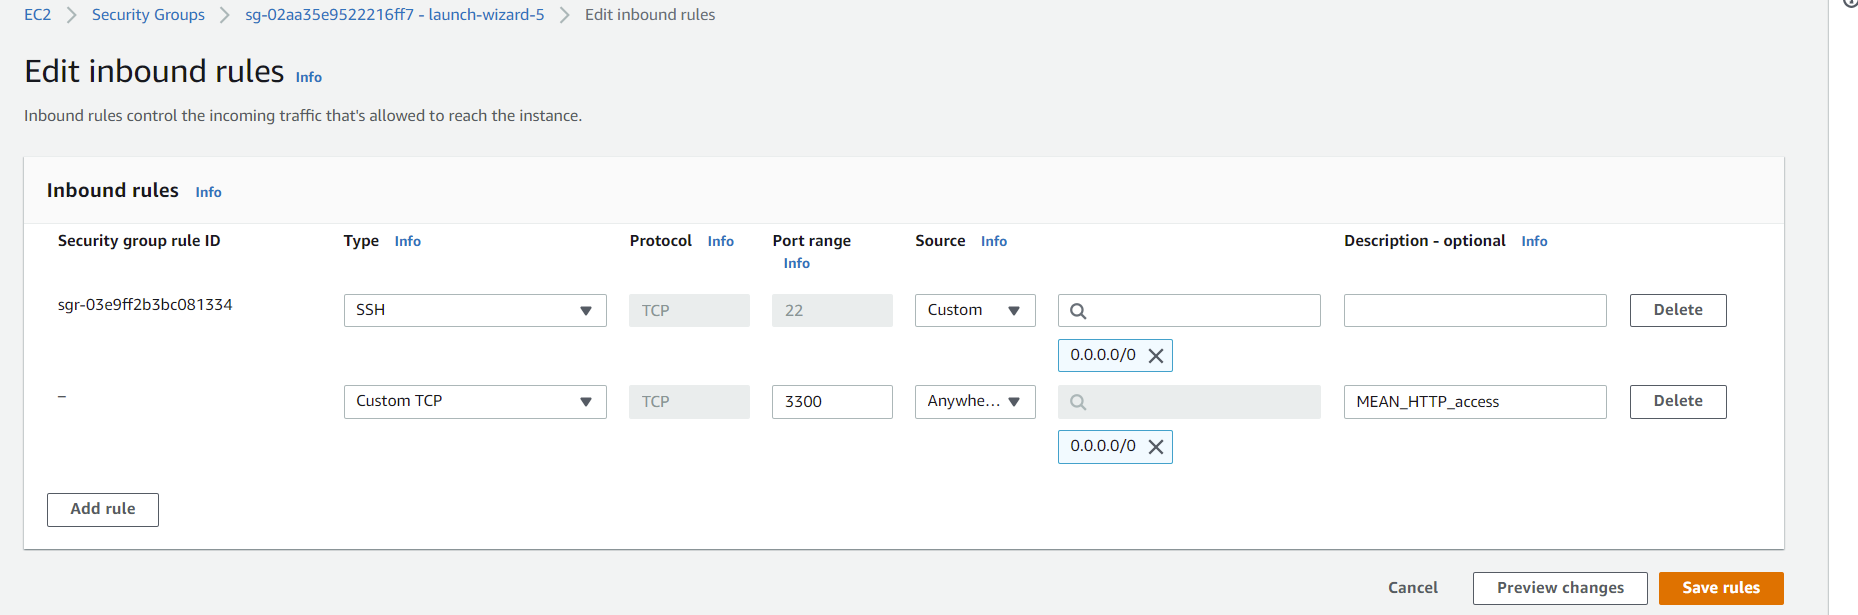 EC2 Security Groups sg-02aa35e9522216ff7 - launch-wizard-5 Edit inbound rules
Edit inbound rules Info
Inbound rules control the incoming traffic that's allowed to reach the instance.
Inbound rules Info
Security group rule ID Type Info Protocol Info Port range Source Info Description - optional Info
Info
sgr-03e9ff2b3bc081334 SSH TCP 22 Custom Delete
0.0.0.0/0
– Custom TCP TCP 3300 Anywhe... MEAN_HTTP_access Delete
0.0.0.0/0
Add rule
Cancel Preview changes Save rules